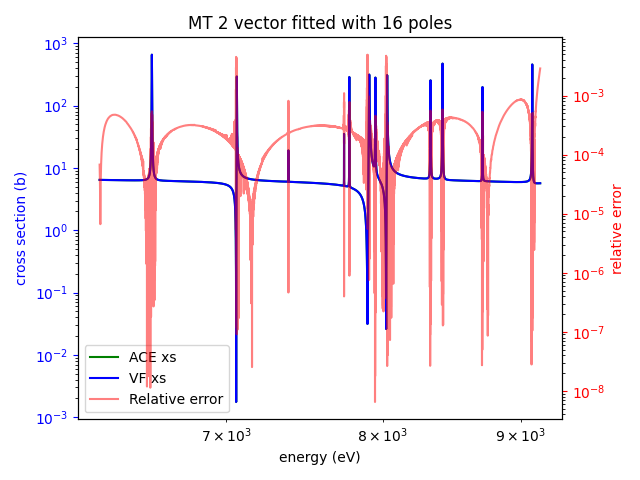 MT 2 vector fitted with 16 poles
10³
10²
10¹
10⁰
10⁻¹
10⁻²
10⁻³
cross section (b)
10⁻³
10⁻⁴
10⁻⁵
10⁻⁶
10⁻⁷
10⁻⁸
relative error
ACE xs
VF xs
Relative error
7 × 10³ 8 × 10³ 9 × 10³
energy (eV)